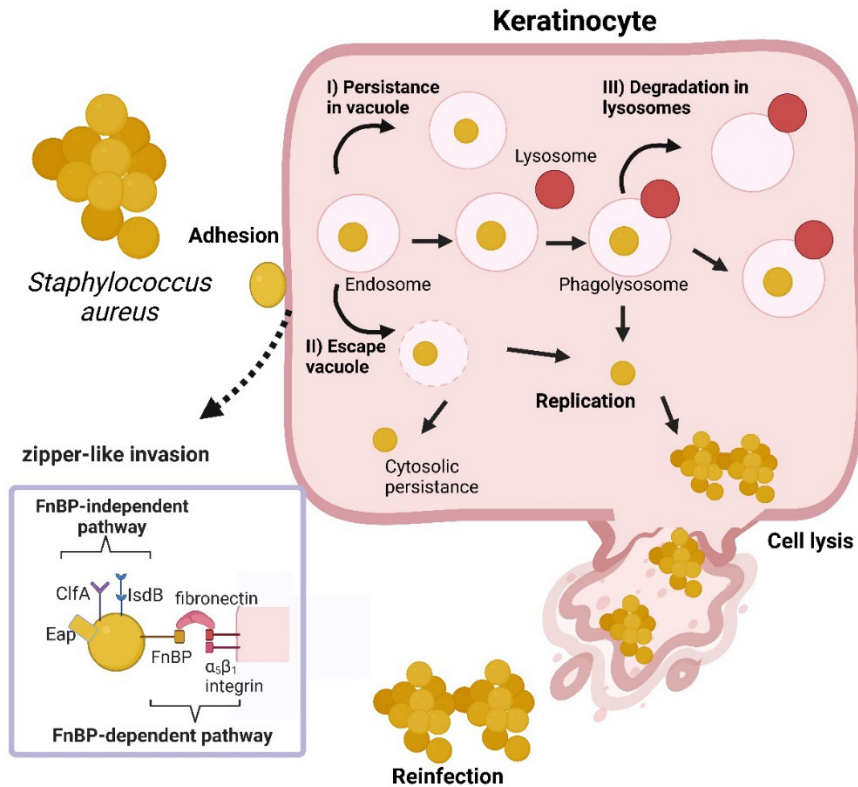 Keratinocyte
I) Persistance
in vacuole
III) Degradation in
lysosomes
Lysosome
Adhesion
Staphylococcus
aureus
Endosome
Phagolysosome
II) Escape
vacuole
Replication
Cytosolic
persistance
zipper-like invasion
Cell lysis
FnBP-independent
pathway
ClfA
IsdB
fibronectin
Eap
FnBP
α₅β₁
integrin
FnBP-dependent pathway
Reinfection